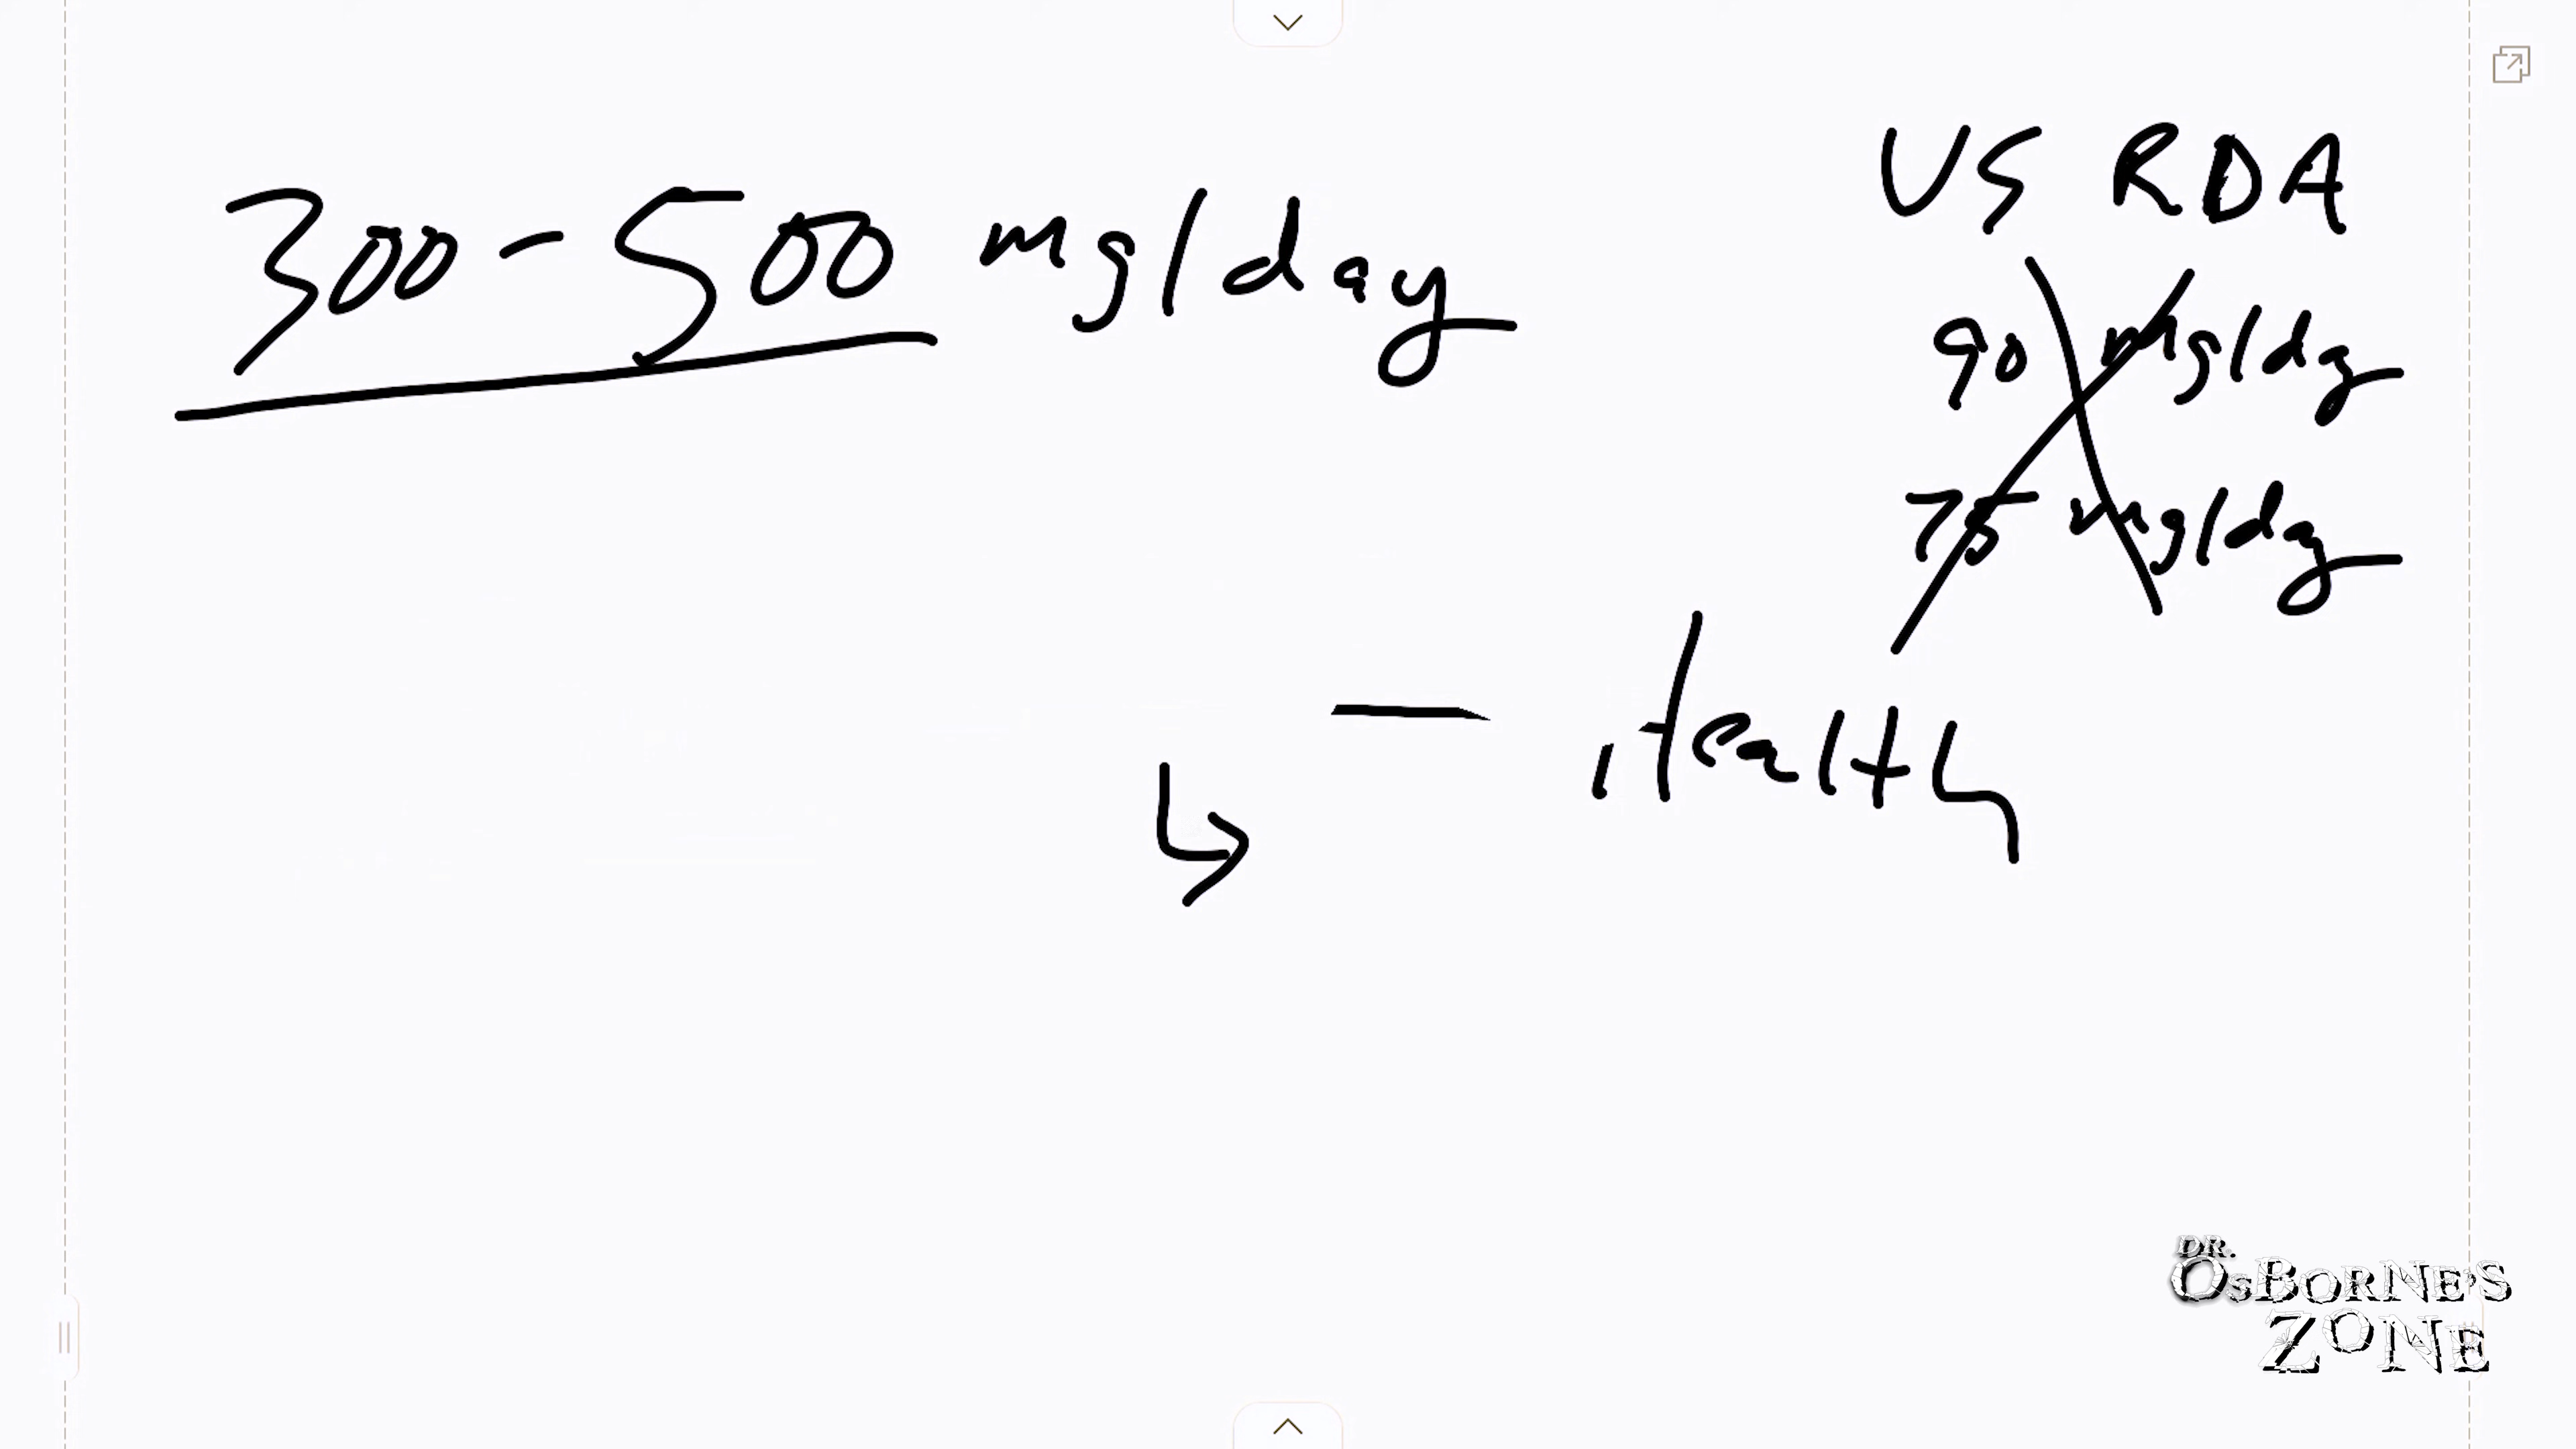 300-500 mg/day
US RDA
90 mg/day
75 mg/day
Health
DR.
OSBORNE'S
ZONE